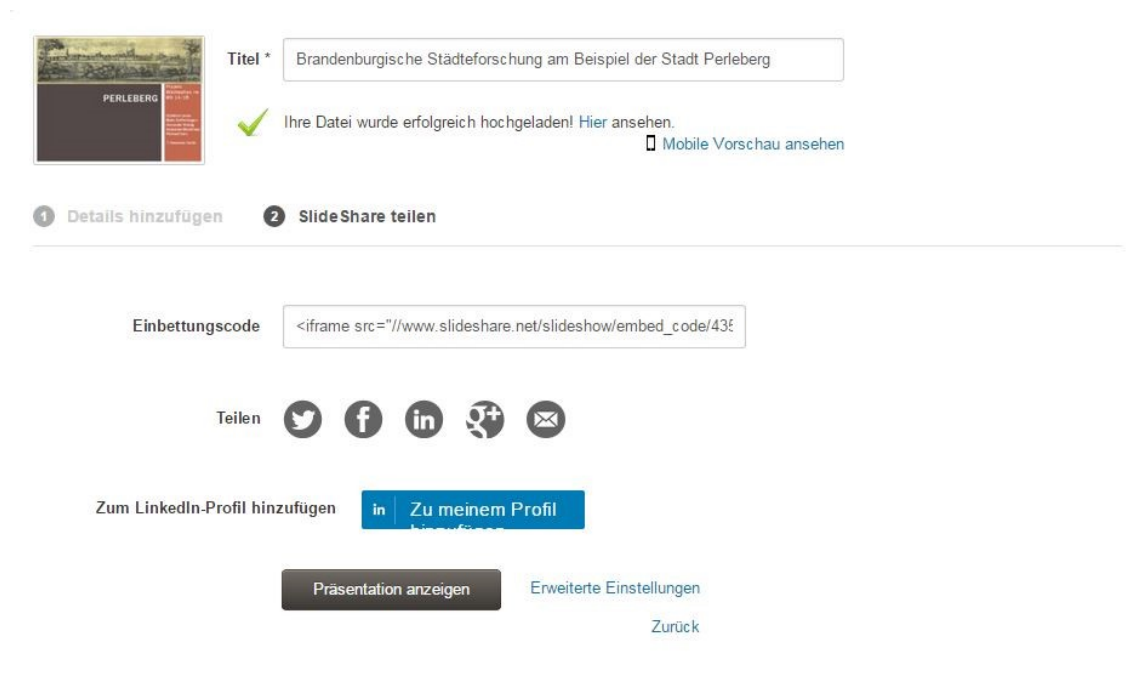 Titel *
Brandenburgische Städteforschung am Beispiel der Stadt Perleberg
PERLEBERG
Ihre Datei wurde erfolgreich hochgeladen! Hier ansehen.
Mobile Vorschau ansehen
1 Details hinzufügen
2 SlideShare teilen
Einbettungscode
<iframe src="//www.slideshare.net/slideshow/embed_code/435
Teilen
Zum LinkedIn-Profil hinzufügen
in Zu meinem Profil
hinzufügen
Präsentation anzeigen
Erweiterte Einstellungen
Zurück